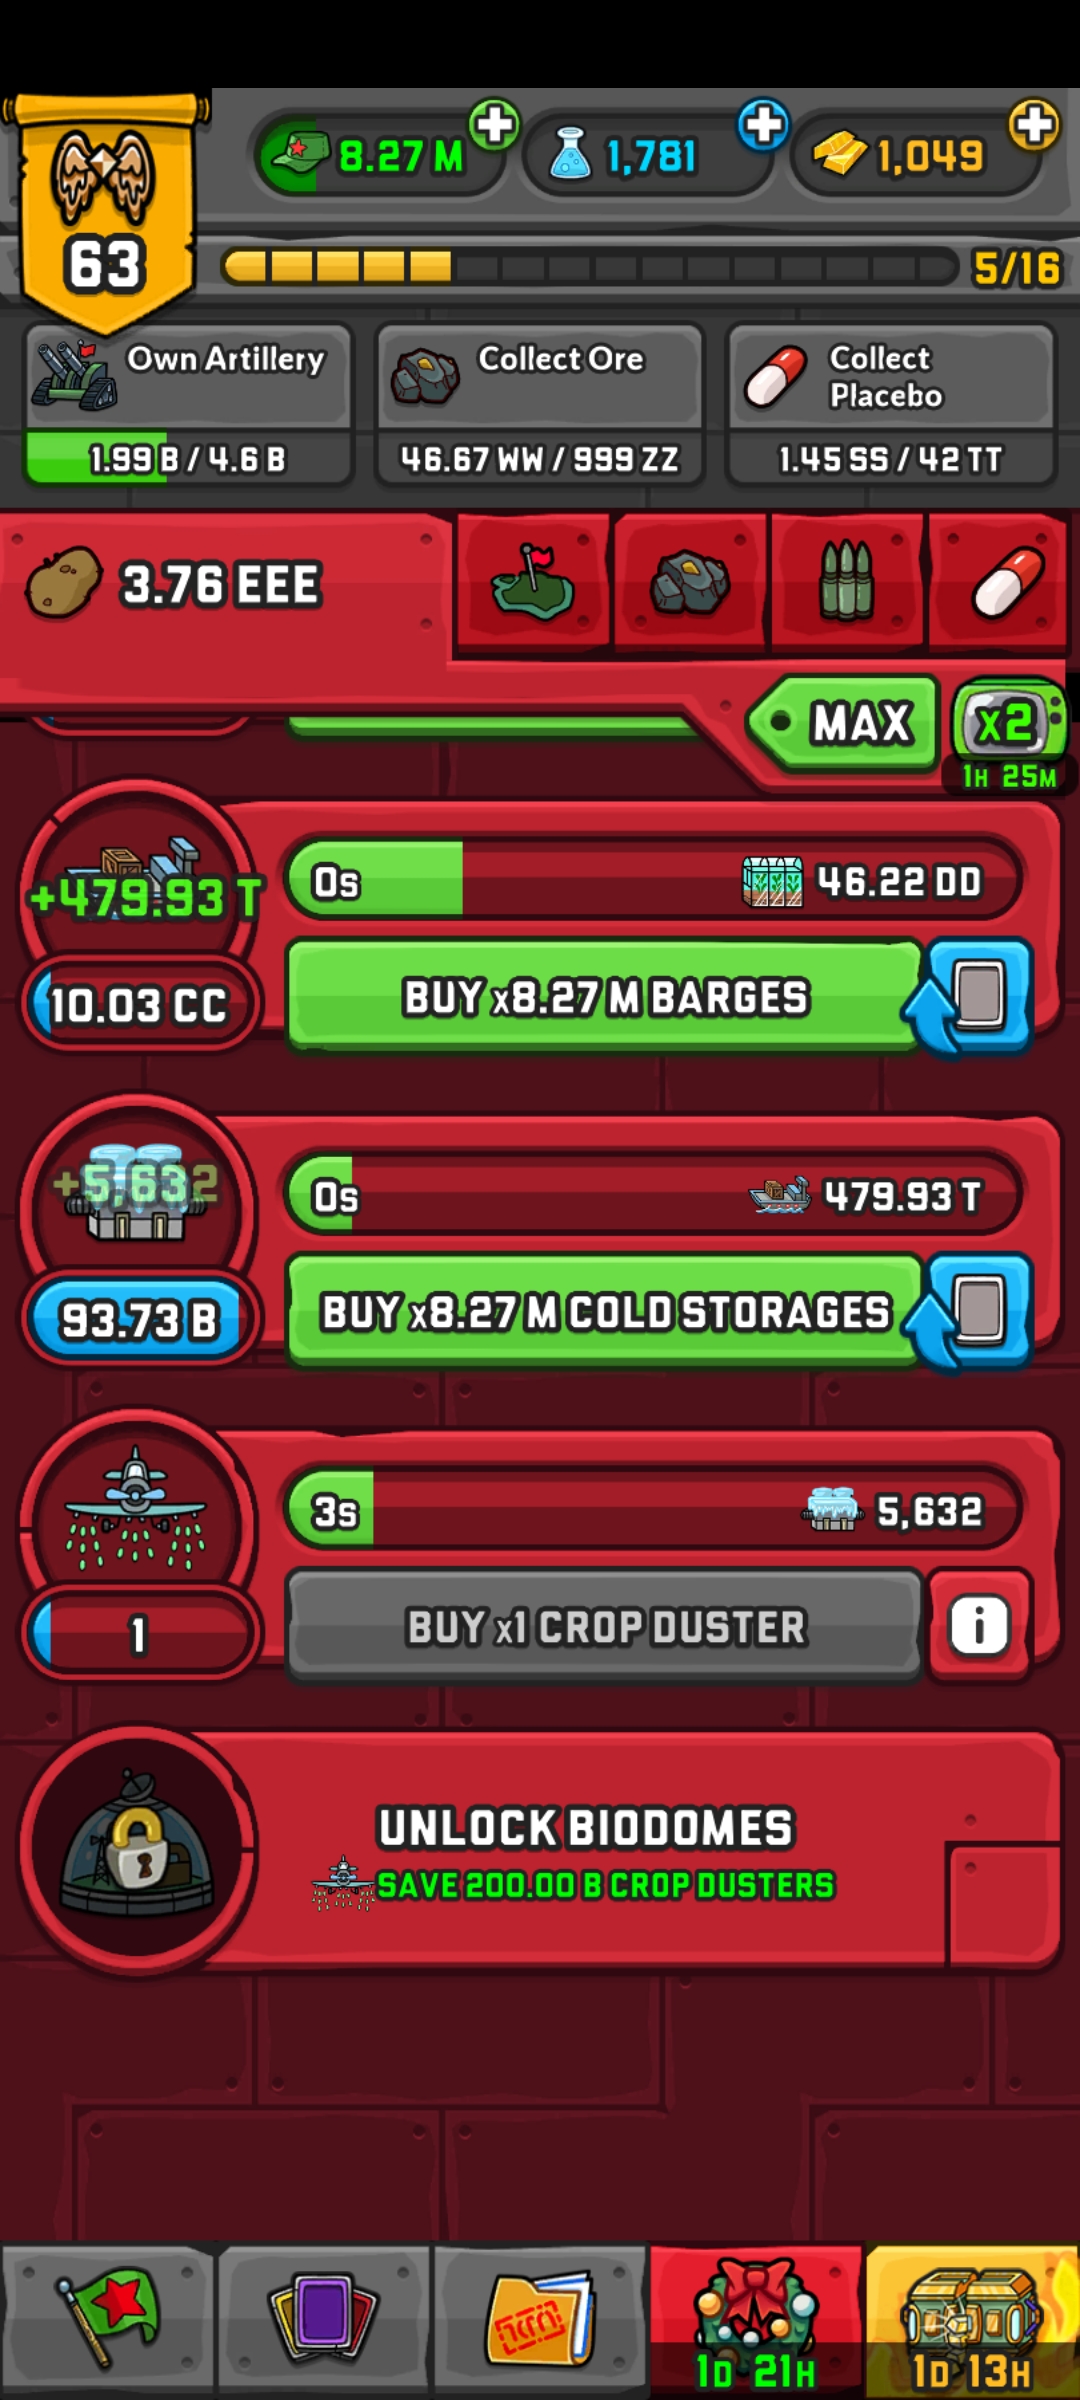 8.27 M
1,781
1,049
63
5/16
Own Artillery
1.99 B / 4.6 B
Collect Ore
46.67 WW / 999 ZZ
Collect
Placebo
1.45 SS / 42 TT
3.76 EEE
MAX
x2
1H 25M
+479.93 T
0s
46.22 DD
10.03 CC
BUY x8.27 M BARGES
+5,632
0s
479.93 T
93.73 B
BUY x8.27 M COLD STORAGES
3s
5,632
1
BUY x1 CROP DUSTER
i
UNLOCK BIODOMES
SAVE 200.00 B CROP DUSTERS
1D 21H
1D 13H